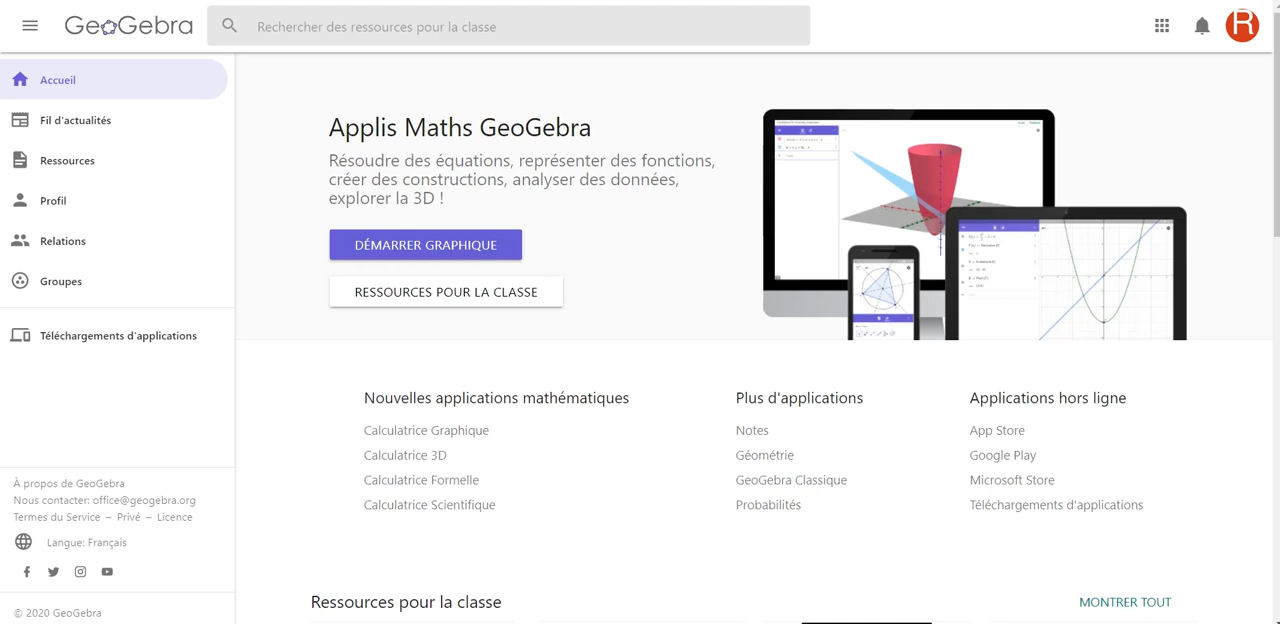 GeoGebra
Rechercher des ressources pour la classe
R
Accueil
Fil d'actualités
Ressources
Profil
Relations
Groupes
Téléchargements d'applications
À propos de GeoGebra
Nous contacter: office@geogebra.org
Termes du Service – Privé – Licence
Langue: Français
© 2020 GeoGebra
Applis Maths GeoGebra
Résoudre des équations, représenter des fonctions,
créer des constructions, analyser des données,
explorer la 3D !
DÉMARRER GRAPHIQUE
RESSOURCES POUR LA CLASSE
Nouvelles applications mathématiques
Calculatrice Graphique
Calculatrice 3D
Calculatrice Formelle
Calculatrice Scientifique
Plus d'applications
Notes
Géométrie
GeoGebra Classique
Probabilités
Applications hors ligne
App Store
Google Play
Microsoft Store
Téléchargements d'applications
Ressources pour la classe
MONTRER TOUT